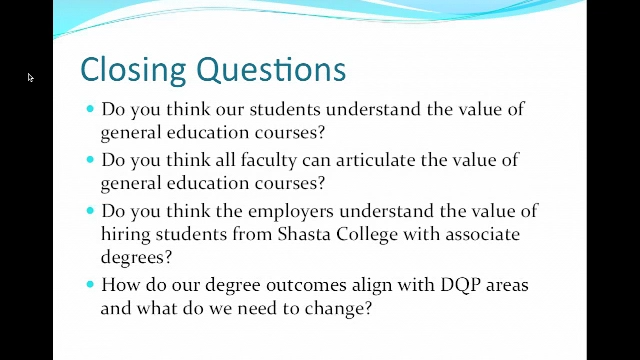 Closing Questions
Do you think our students understand the value of
general education courses?
Do you think all faculty can articulate the value of
general education courses?
Do you think the employers understand the value of
hiring students from Shasta College with associate
degrees?
How do our degree outcomes align with DQP areas
and what do we need to change?